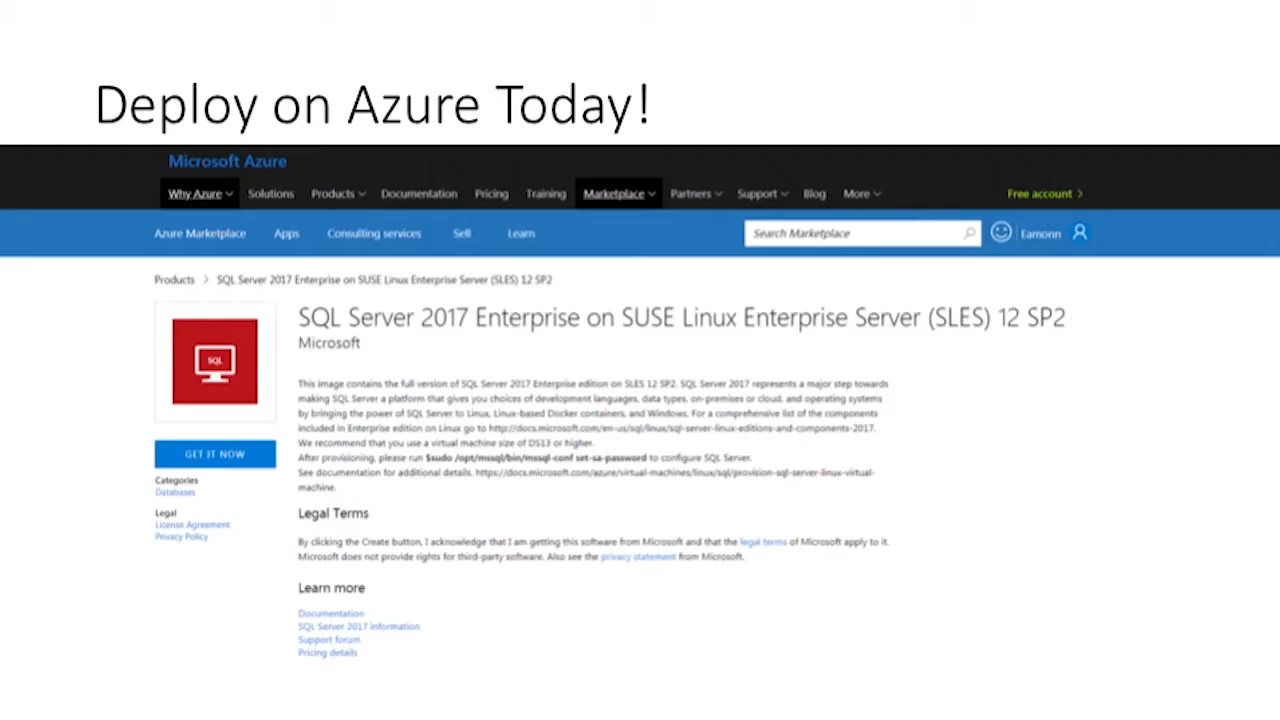 Deploy on Azure Today!
Microsoft Azure
Why Azure Solutions Products Documentation Pricing Training Marketplace Partners Support Blog More Free account
Azure Marketplace Apps Consulting services Sell Learn Search Marketplace Eamonn
Products > SQL Server 2017 Enterprise on SUSE Linux Enterprise Server (SLES) 12 SP2
SQL
SQL Server 2017 Enterprise on SUSE Linux Enterprise Server (SLES) 12 SP2
Microsoft
This image contains the full version of SQL Server 2017 Enterprise edition on SLES 12 SP2. SQL Server 2017 represents a major step towards
making SQL Server a platform that gives you choices of development languages, data types, on-premises or cloud, and operating systems
by bringing the power of SQL Server to Linux, Linux-based Docker containers, and Windows. For a comprehensive list of the components
included in Enterprise edition on Linux go to http://docs.microsoft.com/en-us/sql/linux/sql-server-linux-editions-and-components-2017.
We recommend that you use a virtual machine size of DS13 or higher.
After provisioning, please run $sudo /opt/mssql/bin/mssql-conf set-sa-password to configure SQL Server.
See documentation for additional details. https://docs.microsoft.com/azure/virtual-machines/linux/sql/provision-sql-server-linux-virtual-
machine.
GET IT NOW
Categories
Databases
Legal
License Agreement
Privacy Policy
Legal Terms
By clicking the Create button, I acknowledge that I am getting this software from Microsoft and that the legal terms of Microsoft apply to it.
Microsoft does not provide rights for third-party software. Also see the privacy statement from Microsoft.
Learn more
Documentation
SQL Server 2017 information
Support forum
Pricing details